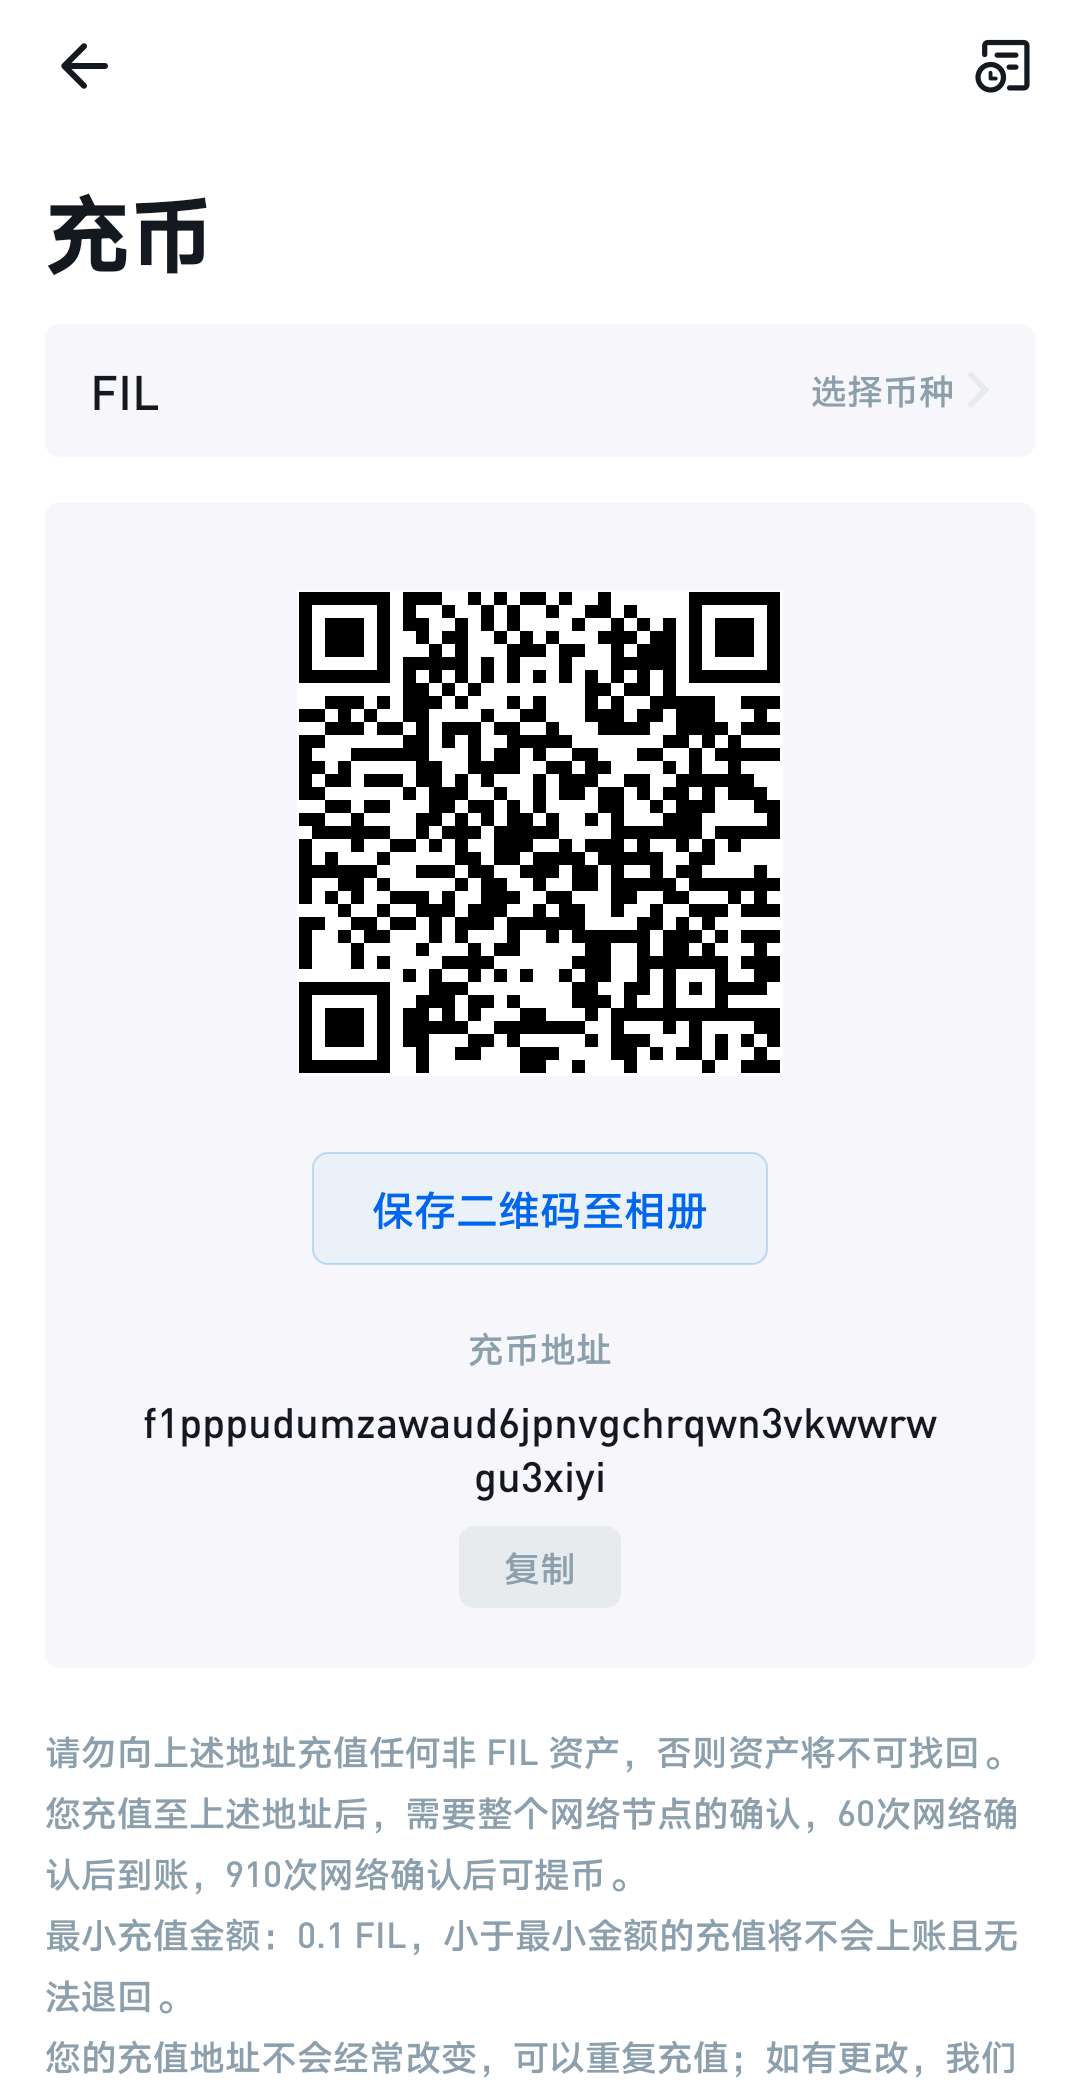 充币
FIL
选择币种
保存二维码至相册
充币地址
f1pppudumzawaud6jpnvgchrqwn3vkwwrw
gu3xiyi
复制
请勿向上述地址充值任何非 FIL 资产，否则资产将不可找回。
您充值至上述地址后，需要整个网络节点的确认，60次网络确
认后到账，910次网络确认后可提币。
最小充值金额：0.1 FIL，小于最小金额的充值将不会上账且无
法退回。
您的充值地址不会经常改变，可以重复充值；如有更改，我们